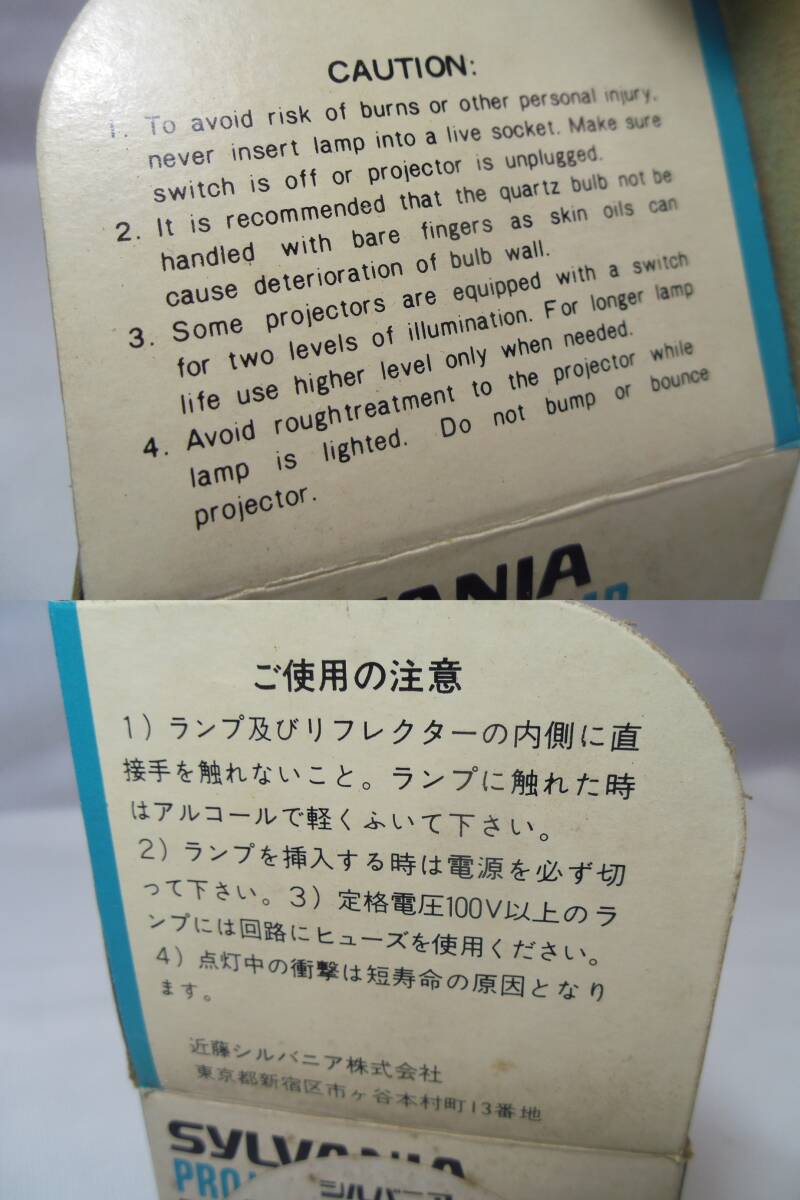 CAUTION:
1. To avoid risk of burns or other personal injury,
never insert lamp into a live socket. Make sure
switch is off or projector is unplugged.
2. It is recommended that the quartz bulb not be
handled with bare fingers as skin oils can
cause deterioration of bulb wall.
3. Some projectors are equipped with a switch
for two levels of illumination. For longer lamp
life use higher level only when needed.
4. Avoid roughtreatment to the projector while
lamp is lighted. Do not bump or bounce
projector.
ご使用の注意
1) ランプ及びリフレクターの内側に直
接手を触れないこと。ランプに触れた時
はアルコールで軽くふいて下さい。
2) ランプを挿入する時は電源を必ず切
って下さい。3) 定格電圧100V以上のラ
ンプには回路にヒューズを使用ください。
4) 点灯中の衝撃は短寿命の原因となり
ます。
近藤シルバニア株式会社
東京都新宿区市ヶ谷本村町13番地
SYLVANIA
シルバニア